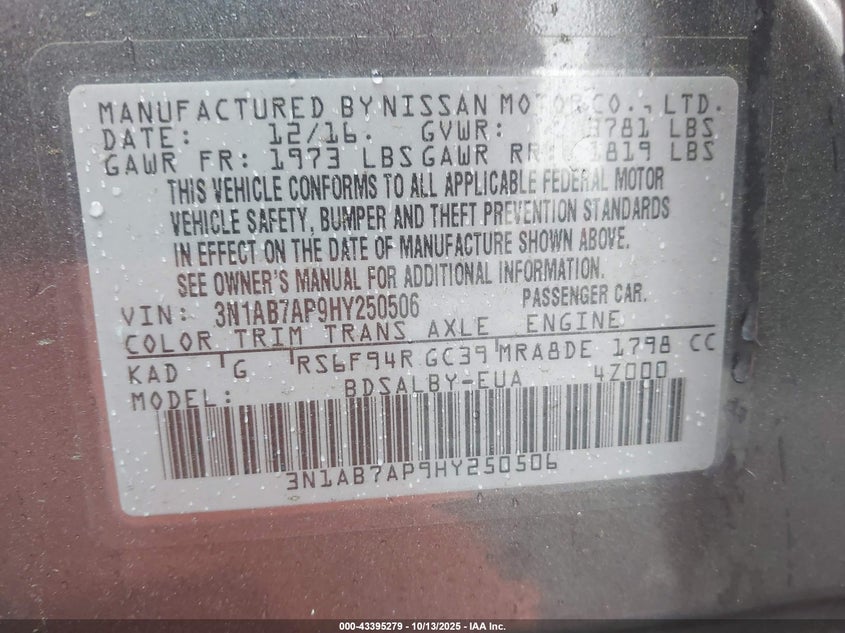 MANUFACTURED BY NISSAN MOTOR CO., LTD.
DATE: 12/16. GVWR: 3781 LBS
GAWR FR: 1973 LBS GAWR RR: 1819 LBS
THIS VEHICLE CONFORMS TO ALL APPLICABLE FEDERAL MOTOR
VEHICLE SAFETY, BUMPER AND THEFT PREVENTION STANDARDS
IN EFFECT ON THE DATE OF MANUFACTURE SHOWN ABOVE.
SEE OWNER'S MANUAL FOR ADDITIONAL INFORMATION.
VIN: 3N1AB7AP9HY250506 PASSENGER CAR.
COLOR TRIM TRANS AXLE ENGINE
KAD G RS6F94R GC39 MRA8DE 1798 CC
MODEL: BDSALBY-EUA 4Z000
3N1AB7AP9HY250506
000-43395279 | 10/13/2025 - IAA Inc.